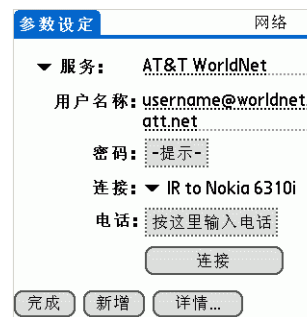 参数设定 网络
服务: AT&T WorldNet
用户名称: username@worldnet.
att.net
密码: -提示-
连接: IR to Nokia 6310i
电话: 按这里输入电话
连接
完成 新增 详情...